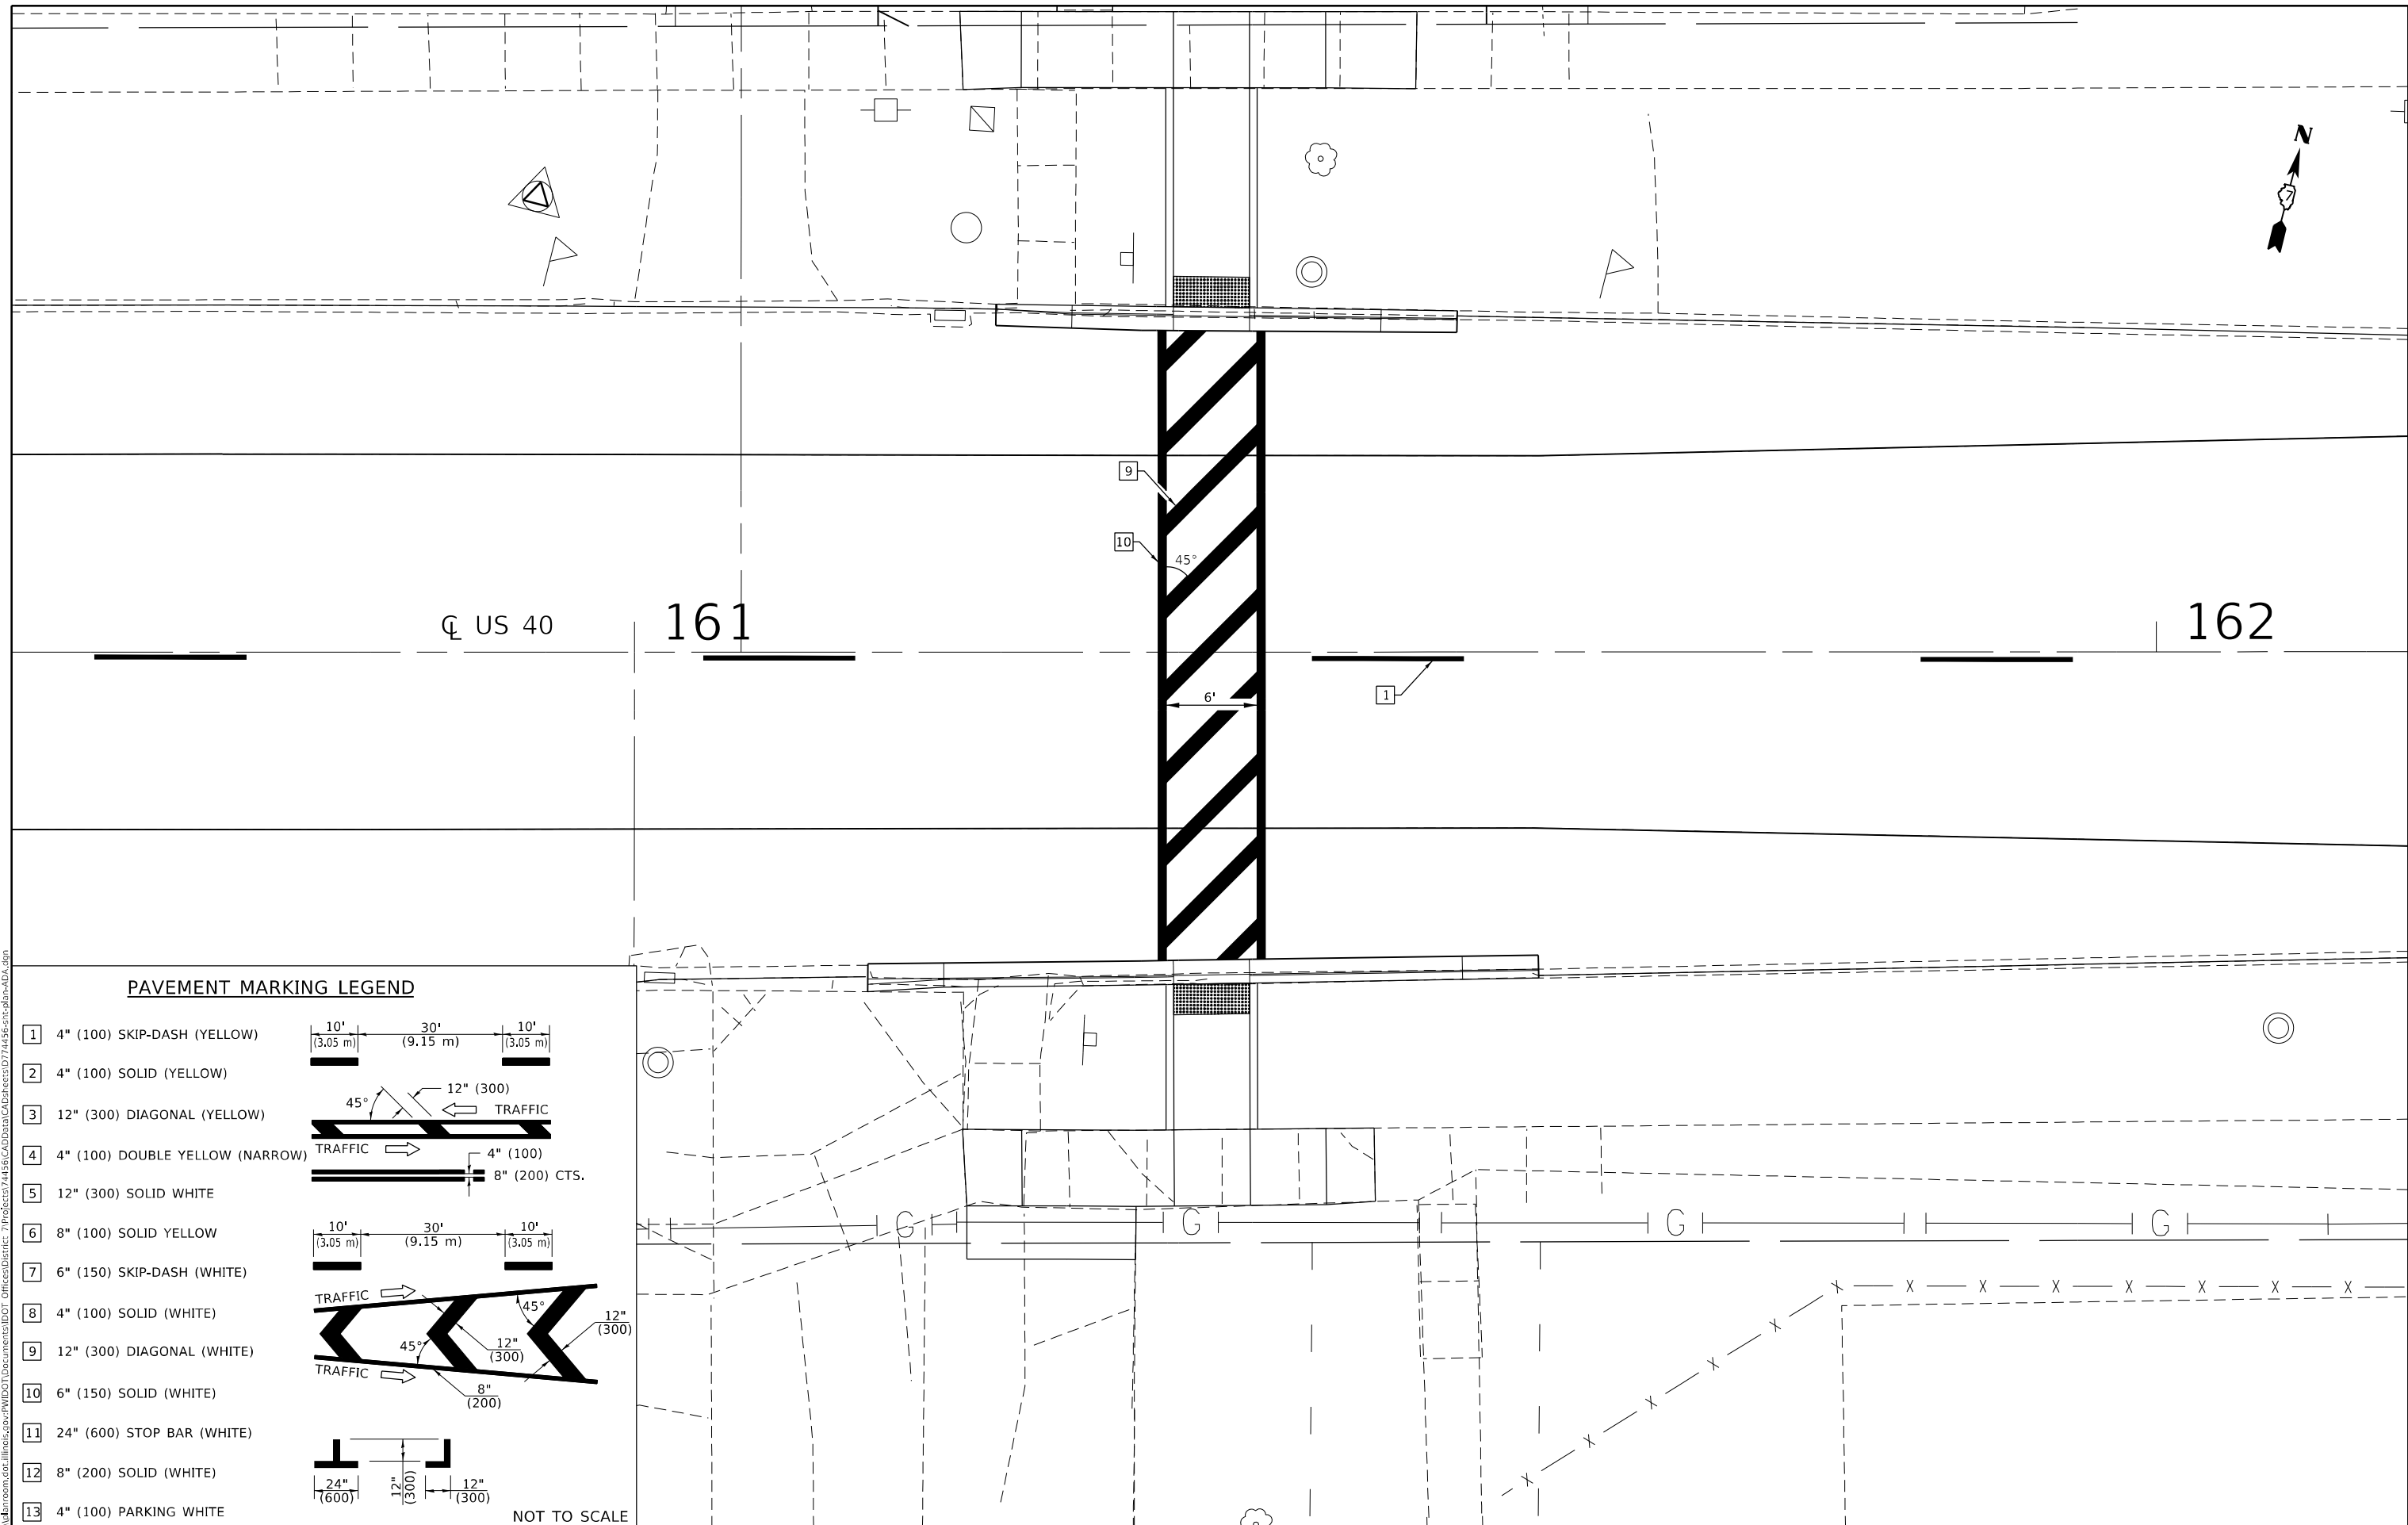 N
9
10
45°
℄ US 40
161
162
6'
1
PAVEMENT MARKING LEGEND
1 4" (100) SKIP-DASH (YELLOW)
10' 30' 10'
(3.05 m) (9.15 m) (3.05 m)
2 4" (100) SOLID (YELLOW)
12" (300)
45°
TRAFFIC
3 12" (300) DIAGONAL (YELLOW)
TRAFFIC
4 4" (100) DOUBLE YELLOW (NARROW)
4" (100)
8" (200) CTS.
5 12" (300) SOLID WHITE
6 8" (100) SOLID YELLOW
10' 30' 10'
(3.05 m) (9.15 m) (3.05 m)
7 6" (150) SKIP-DASH (WHITE)
TRAFFIC
8 4" (100) SOLID (WHITE)
45°
12"
(300)
9 12" (300) DIAGONAL (WHITE)
45°
12"
(300)
TRAFFIC
8"
(200)
10 6" (150) SOLID (WHITE)
11 24" (600) STOP BAR (WHITE)
12 8" (200) SOLID (WHITE)
24"
(600)
12"
(300)
12"
(300)
13 4" (100) PARKING WHITE
NOT TO SCALE
G G G G
X X X X X X X X
X
X
X
X
X